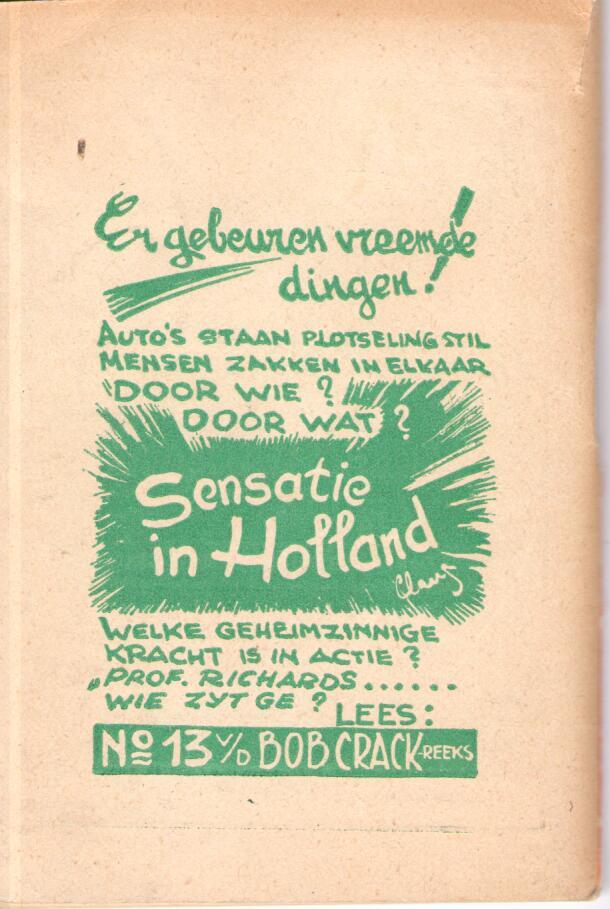 Er gebeuren vreemde
dingen!!
AUTO'S STAAN PLOTSELING STIL
MENSEN ZAKKEN IN ELKAAR
"DOOR WIE?
DOOR WAT?
Sensatie
in Holland
Claus
WELKE GEHEIMZINNIGE
KRACHT IS IN ACTIE?
„PROF. RICHARDS......
WIE ZYT GE?
LEES:
No 13 v/d BOB CRACK-REEKS